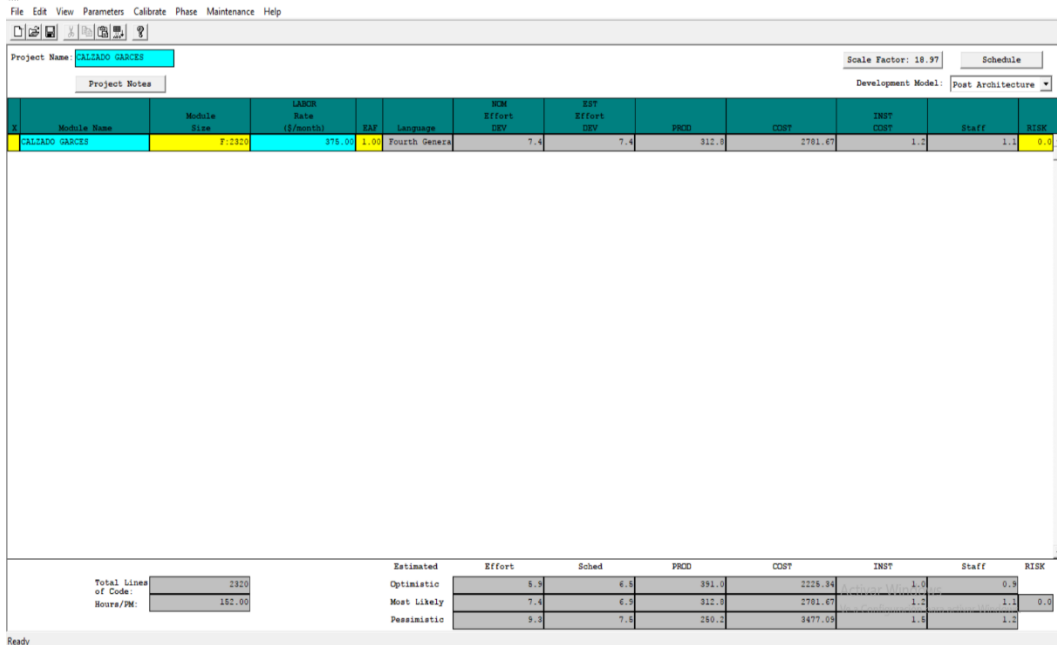 File Edit View Parameters Calibrate Phase Maintenance Help
Project Name: CALZADO GARCES Scale Factor: 18.97 Schedule
Project Notes Development Model: Post Architecture
X Module Name Module Size LABOR Rate ($/month) EAF Language NOM Effort DEV EST Effort DEV PROD COST INST COST Staff RISK
CALZADO GARCES F:2320 375.00 1.00 Fourth Genera 7.4 7.4 312.8 2781.67 1.2 1.1 0.0
Estimated Effort Sched PROD COST INST Staff RISK
Total Lines of Code: 2320 Optimistic 5.9 6.5 391.0 2225.34 1.0 0.9
Hours/PM: 152.00 Most Likely 7.4 6.9 312.8 2781.67 1.2 1.1 0.0
Pessimistic 9.3 7.5 250.2 3477.09 1.5 1.2
Activar Windows
Ready